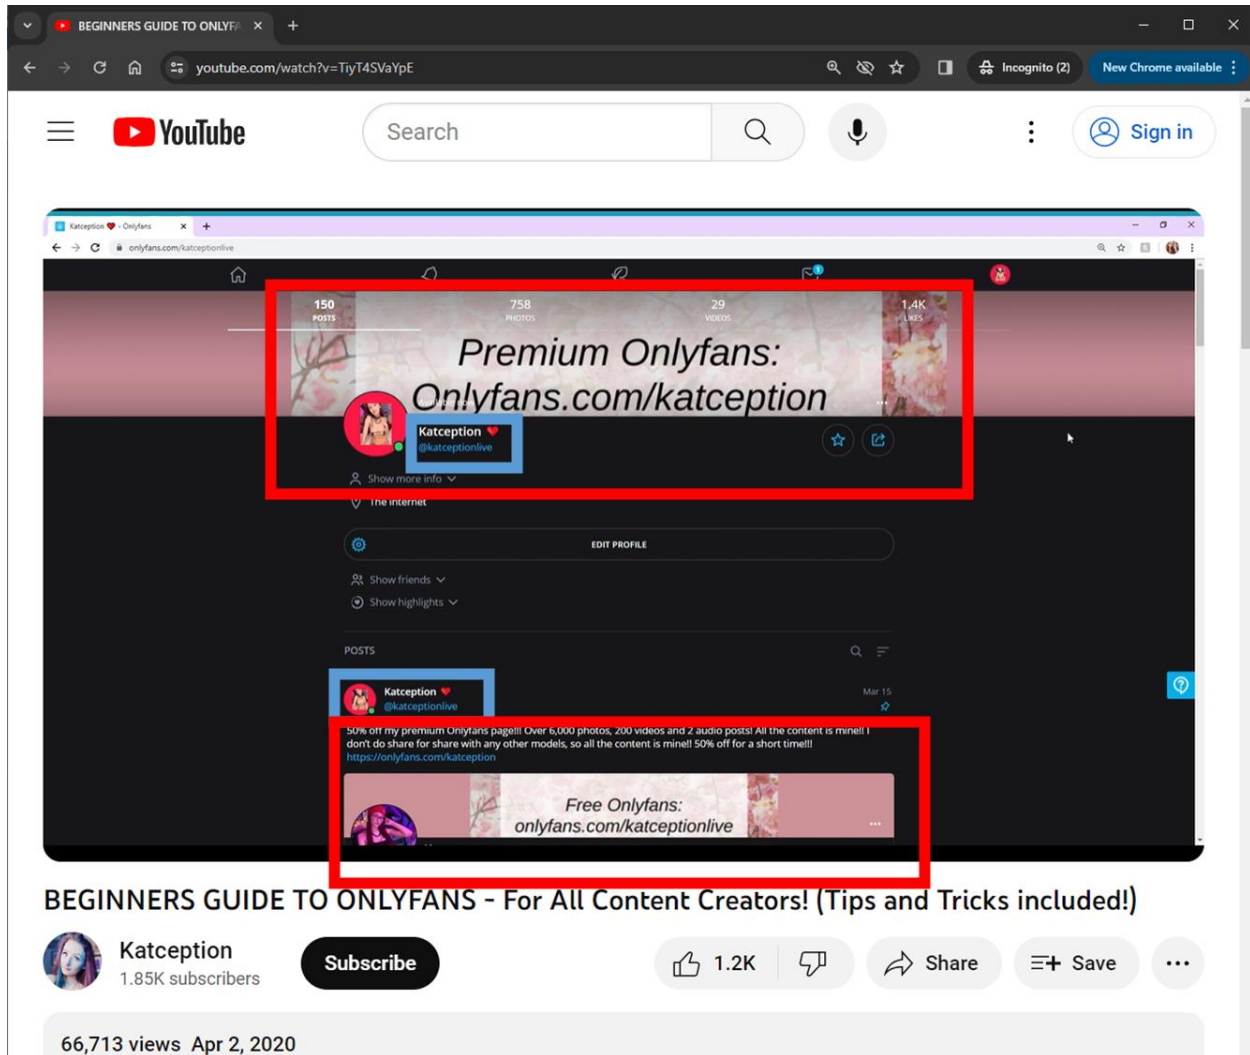 BEGINNERS GUIDE TO ONLYFA
youtube.com/watch?v=TiyT4SVaYpE
Incognito (2)
New Chrome available
YouTube
Search
Sign in
Katception ❤ - Onlyfans
onlyfans.com/katceptionlive
1
150 758 29 1.4K
POSTS PHOTOS VIDEOS LIKES
Premium Onlyfans:
Onlyfans.com/katception
Available now
Katception ❤
@katceptionlive
Show more info
The internet
EDIT PROFILE
Show friends
Show highlights
POSTS
Katception ❤
Mar 15
@katceptionlive
50% off my premium Onlyfans page!!! Over 6,000 photos, 200 videos and 2 audio posts! All the content is mine!! I
don't do share for share with any other models, so all the content is mine!! 50% off for a short time!!!
https://onlyfans.com/katception
Free Onlyfans:
onlyfans.com/katceptionlive
BEGINNERS GUIDE TO ONLYFANS - For All Content Creators! (Tips and Tricks included!)
Katception
1.85K subscribers
Subscribe
1.2K
Share
Save
66,713 views Apr 2, 2020